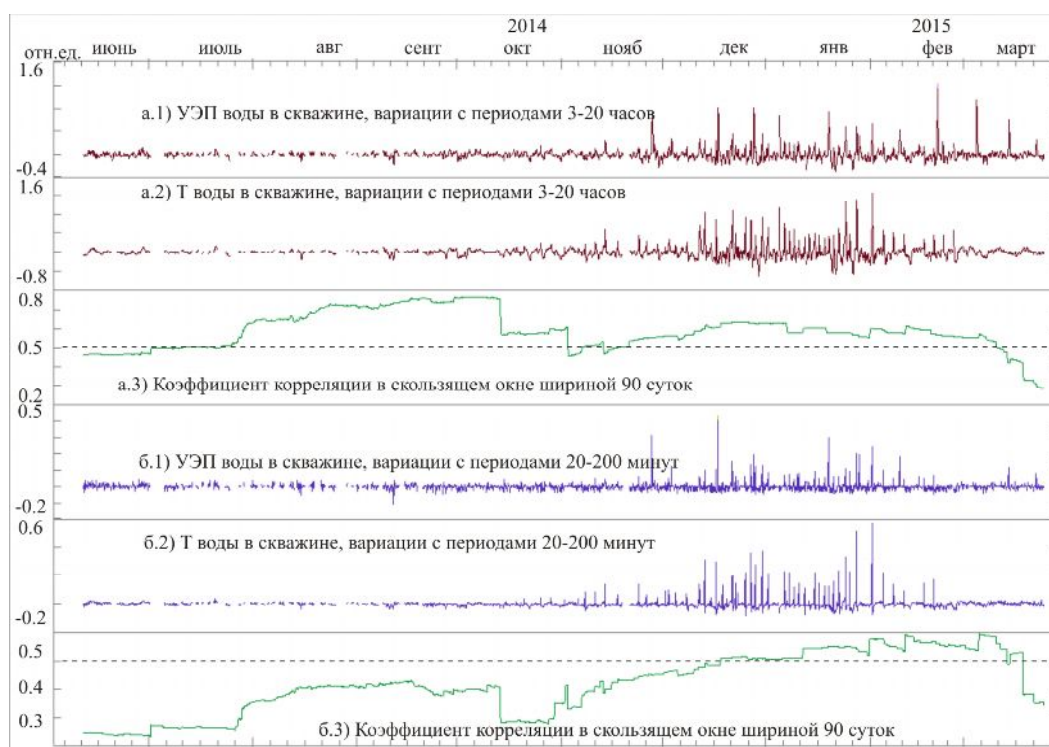 2014 2015
отн.ед. июнь июль авг сент окт нояб дек янв фев март
1.6
а.1) УЭП воды в скважине, вариации с периодами 3-20 часов
-0.4
1.6
а.2) Т воды в скважине, вариации с периодами 3-20 часов
-0.8
0.8
0.5
а.3) Коэффициент корреляции в скользящем окне шириной 90 суток
0.2
0.5
б.1) УЭП воды в скважине, вариации с периодами 20-200 минут
-0.2
0.6
б.2) Т воды в скважине, вариации с периодами 20-200 минут
-0.2
0.5
0.4
0.3
б.3) Коэффициент корреляции в скользящем окне шириной 90 суток